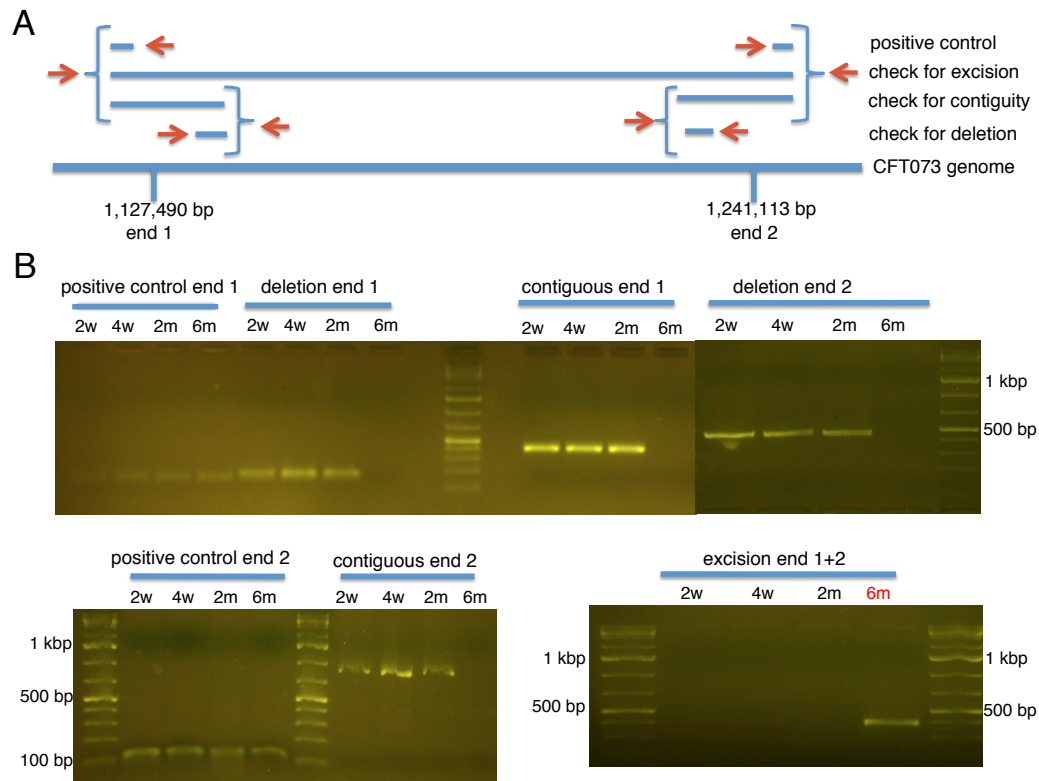 A
positive control
check for excision
check for contiguity
check for deletion
CFT073 genome
1,127,490 bp
end 1
1,241,113 bp
end 2
B
positive control end 1
deletion end 1
contiguous end 1
deletion end 2
2w 4w 2m 6m
2w 4w 2m 6m
2w 4w 2m 6m
2w 4w 2m 6m
1 kbp
500 bp
positive control end 2
contiguous end 2
excision end 1+2
2w 4w 2m 6m
2w 4w 2m 6m
2w 4w 2m 6m
1 kbp
500 bp
100 bp
1 kbp
500 bp
1 kbp
500 bp